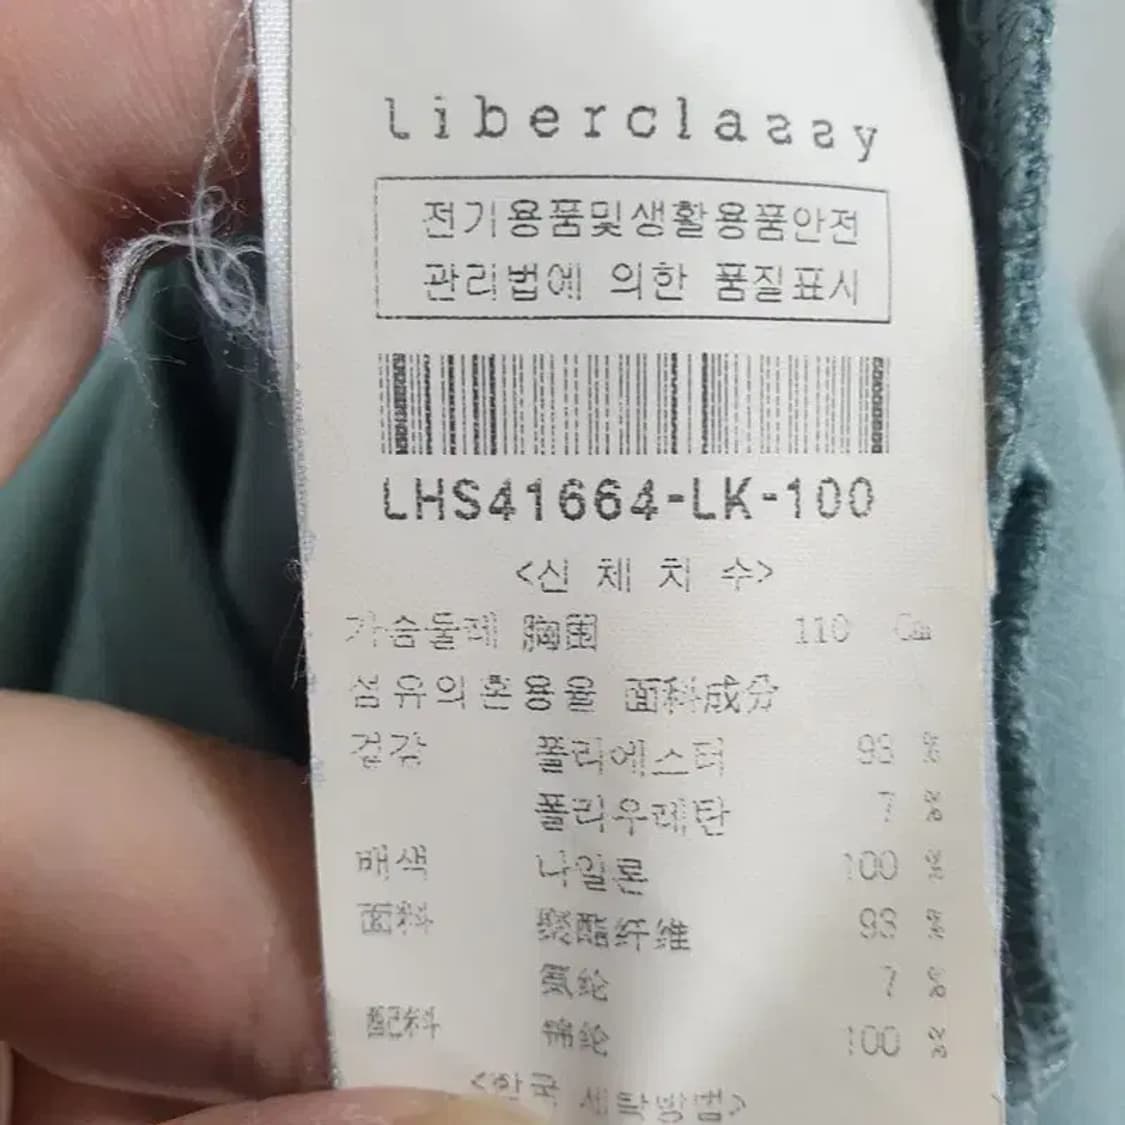 liberclassy
전기용품및생활용품안전
관리법에 의한 품질표시
LHS41664-LK-100
<신 체 치 수>
가슴둘레 胸围 110 Cm
섬유의혼용율 面料成分
겉감 폴리에스터 93 %
폴리우레탄 7 %
배색 나일론 100 %
面料 聚酯纤维 93 %
氨纶 7 %
配料 锦纶 100 %
<한국 세탁방법>